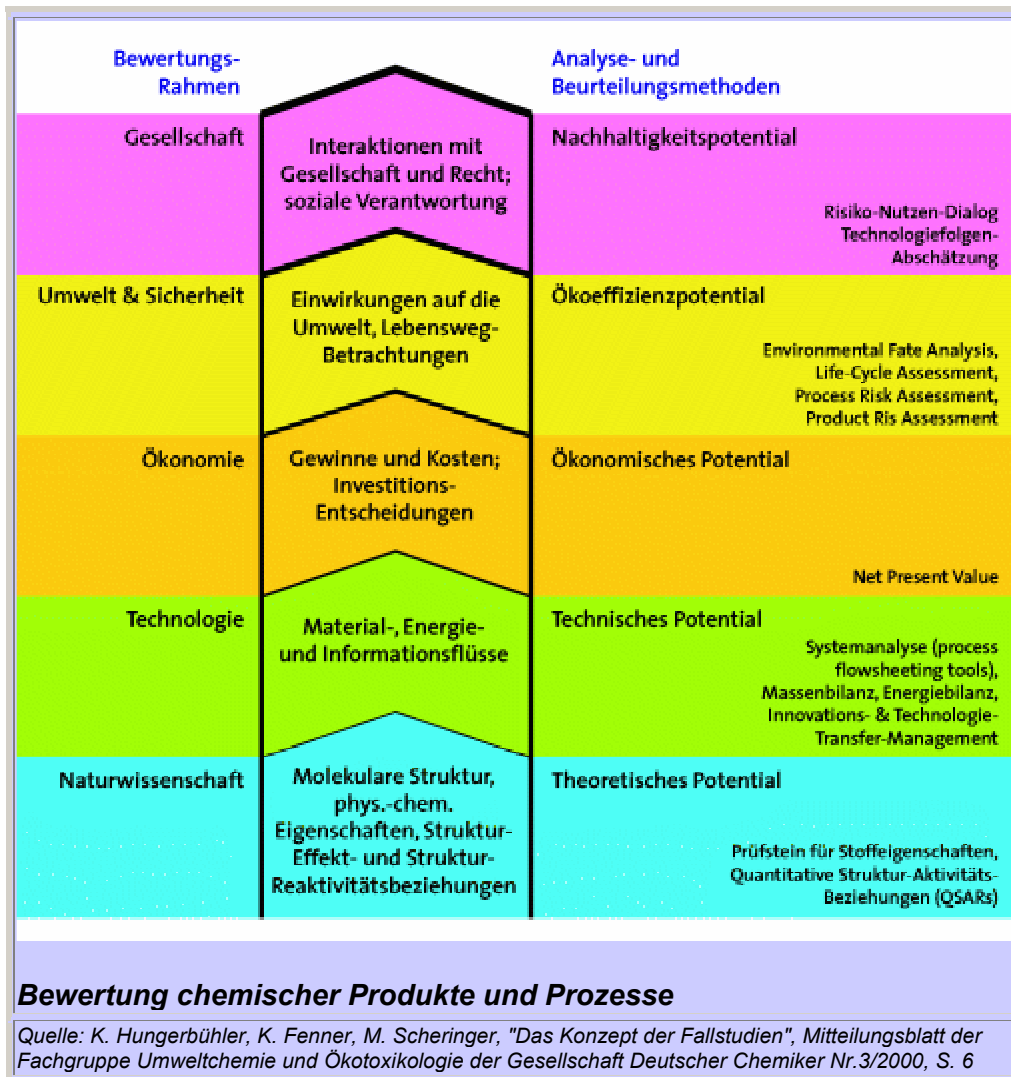 Bewertungs-
Rahmen
Analyse- und
Beurteilungsmethoden
Gesellschaft
Interaktionen mit
Gesellschaft und Recht;
soziale Verantwortung
Nachhaltigkeitspotential
Risiko-Nutzen-Dialog
Technologiefolgen-
Abschätzung
Umwelt & Sicherheit
Einwirkungen auf die
Umwelt, Lebensweg-
Betrachtungen
Ökoeffizienzpotential
Environmental Fate Analysis,
Life-Cycle Assessment,
Process Risk Assessment,
Product Ris Assessment
Ökonomie
Gewinne und Kosten;
Investitions-
Entscheidungen
Ökonomisches Potential
Net Present Value
Technologie
Material-, Energie-
und Informationsflüsse
Technisches Potential
Systemanalyse (process
flowsheeting tools),
Massenbilanz, Energiebilanz,
Innovations- & Technologie-
Transfer-Management
Naturwissenschaft
Molekulare Struktur,
phys.-chem.
Eigenschaften, Struktur-
Effekt- und Struktur-
Reaktivitätsbeziehungen
Theoretisches Potential
Prüfstein für Stoffeigenschaften,
Quantitative Struktur-Aktivitäts-
Beziehungen (QSARs)
Bewertung chemischer Produkte und Prozesse
Quelle: K. Hungerbühler, K. Fenner, M. Scheringer, "Das Konzept der Fallstudien", Mitteilungsblatt der
Fachgruppe Umweltchemie und Ökotoxikologie der Gesellschaft Deutscher Chemiker Nr.3/2000, S. 6